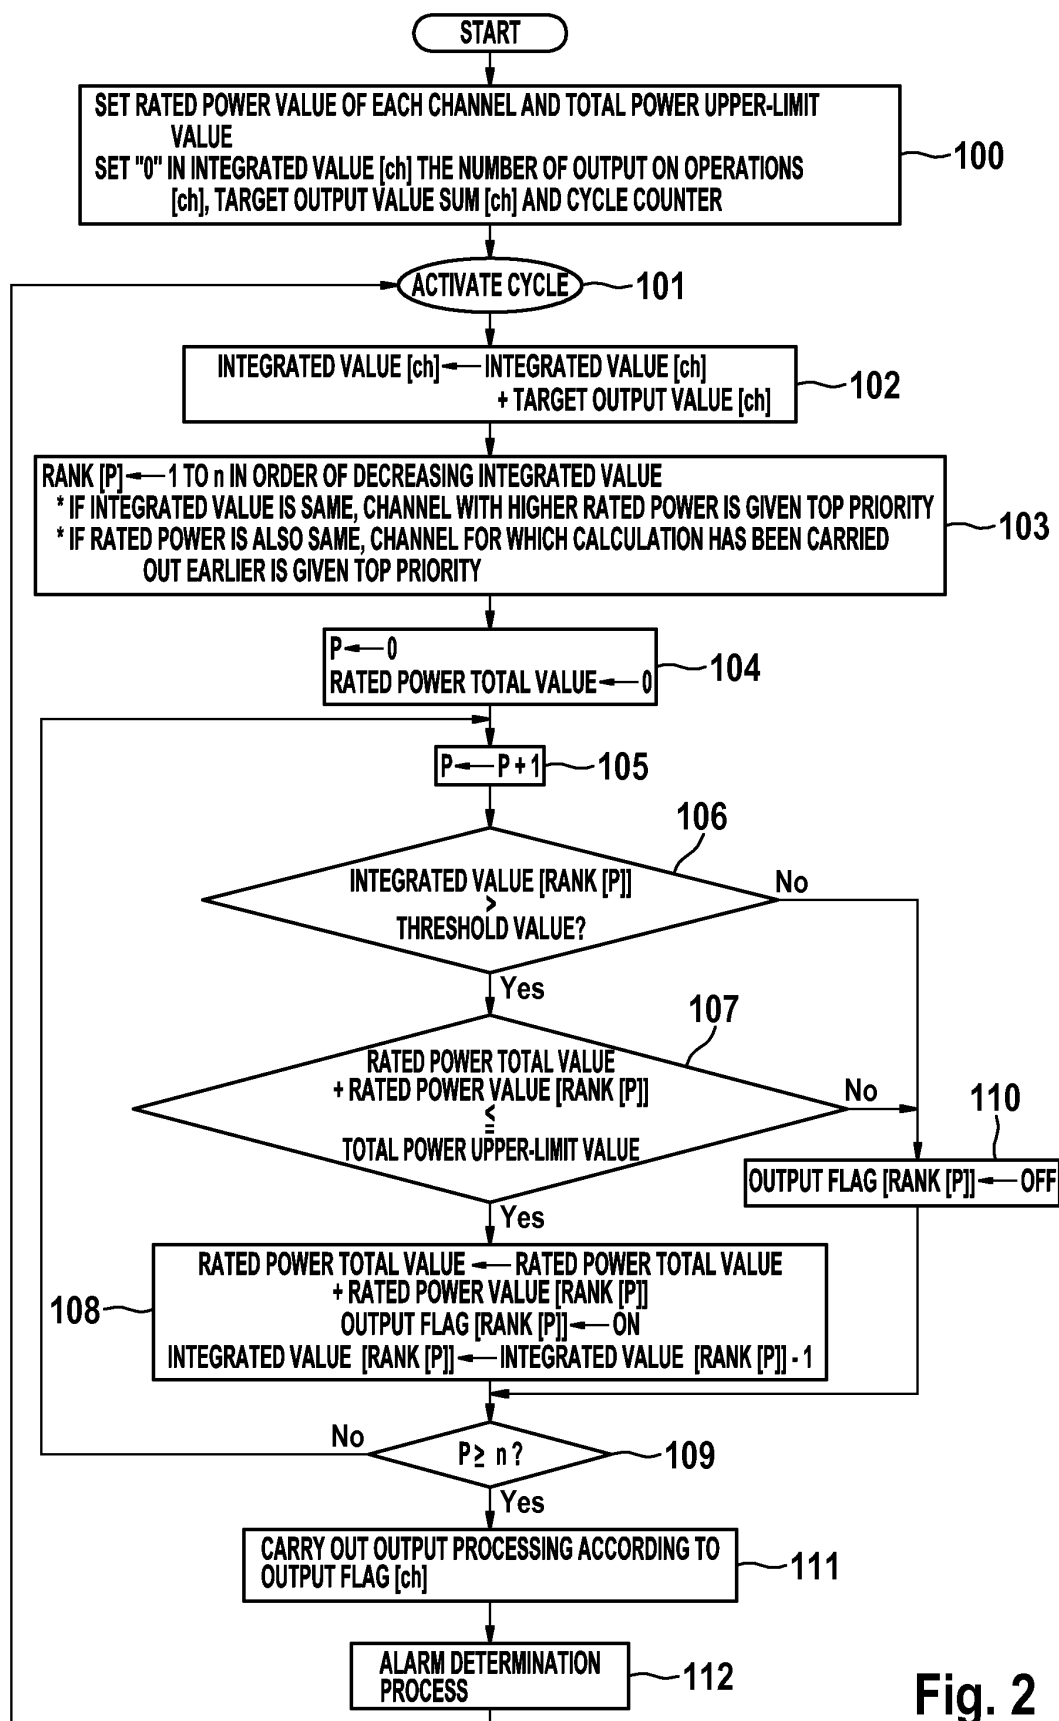 START
SET RATED POWER VALUE OF EACH CHANNEL AND TOTAL POWER UPPER-LIMIT
VALUE
SET "0" IN INTEGRATED VALUE [ch] THE NUMBER OF OUTPUT ON OPERATIONS
[ch], TARGET OUTPUT VALUE SUM [ch] AND CYCLE COUNTER
100
ACTIVATE CYCLE
101
INTEGRATED VALUE [ch] ← INTEGRATED VALUE [ch]
+ TARGET OUTPUT VALUE [ch]
102
RANK [P] ← 1 TO n IN ORDER OF DECREASING INTEGRATED VALUE
* IF INTEGRATED VALUE IS SAME, CHANNEL WITH HIGHER RATED POWER IS GIVEN TOP PRIORITY
* IF RATED POWER IS ALSO SAME, CHANNEL FOR WHICH CALCULATION HAS BEEN CARRIED
OUT EARLIER IS GIVEN TOP PRIORITY
103
P ← 0
RATED POWER TOTAL VALUE ← 0
104
P ← P + 1
105
106
INTEGRATED VALUE [RANK [P]]
>
THRESHOLD VALUE?
No
Yes
107
RATED POWER TOTAL VALUE
+ RATED POWER VALUE [RANK [P]]
≦
TOTAL POWER UPPER-LIMIT VALUE
No
110
OUTPUT FLAG [RANK [P]] ← OFF
Yes
RATED POWER TOTAL VALUE ← RATED POWER TOTAL VALUE
+ RATED POWER VALUE [RANK [P]]
OUTPUT FLAG [RANK [P]] ← ON
INTEGRATED VALUE [RANK [P]] ← INTEGRATED VALUE [RANK [P]] - 1
108
No
P ≥ n ?
109
Yes
CARRY OUT OUTPUT PROCESSING ACCORDING TO
OUTPUT FLAG [ch]
111
ALARM DETERMINATION
PROCESS
112
Fig. 2